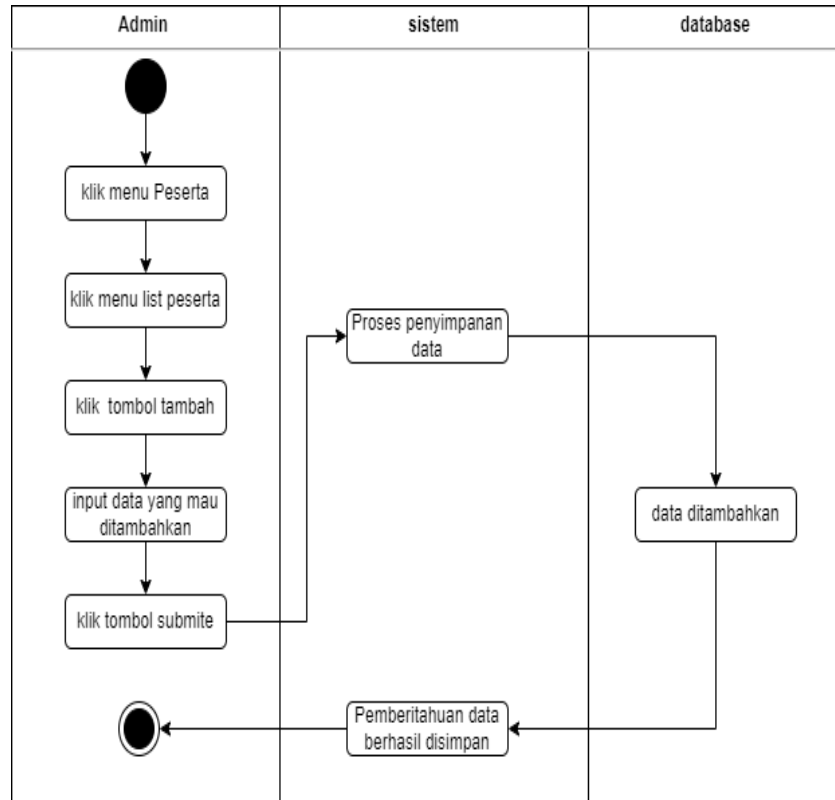 Admin
sistem
database
klik menu Peserta
klik menu list peserta
klik tombol tambah
input data yang mau
ditambahkan
klik tombol submite
Proses penyimpanan
data
data ditambahkan
Pemberitahuan data
berhasil disimpan